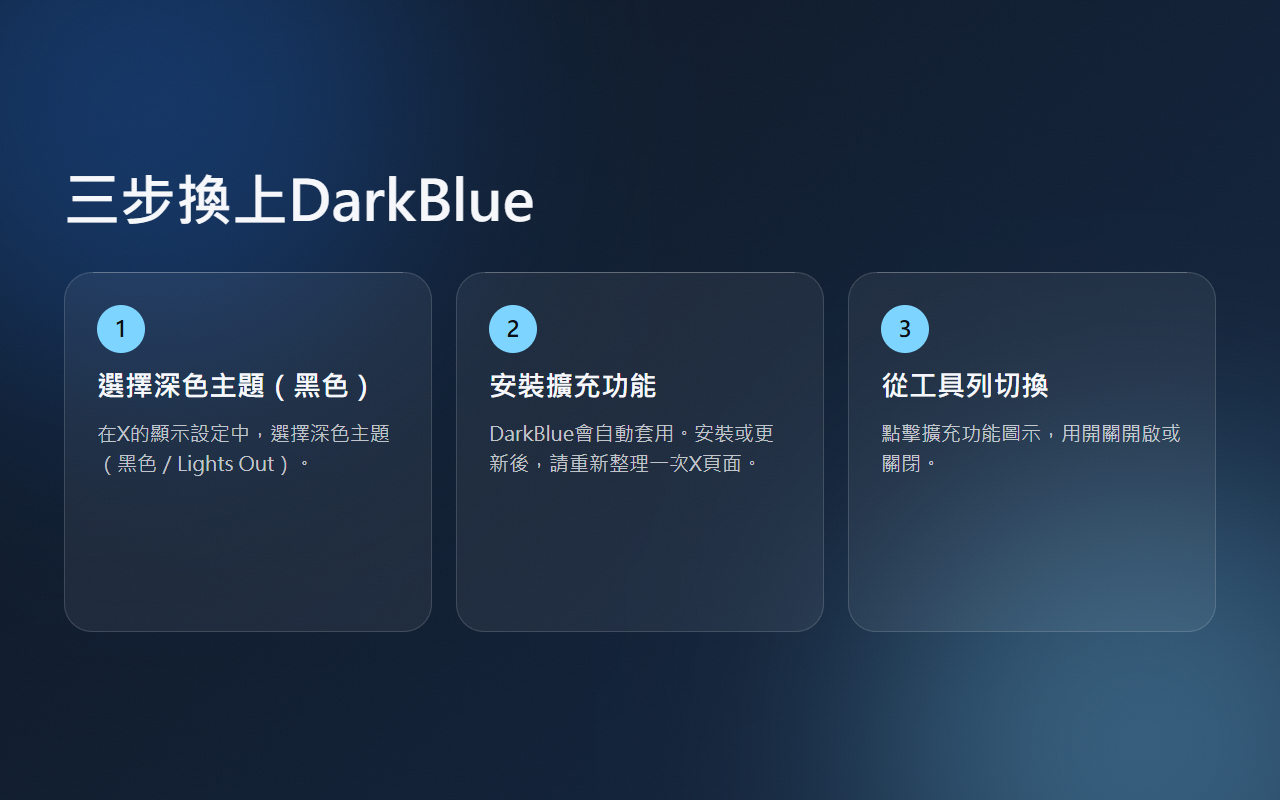 三步換上DarkBlue
1
選擇深色主題（黑色）
在X的顯示設定中，選擇深色主題
（黑色 / Lights Out）。
2
安裝擴充功能
DarkBlue會自動套用。安裝或更
新後，請重新整理一次X頁面。
3
從工具列切換
點擊擴充功能圖示，用開關開啟或
關閉。